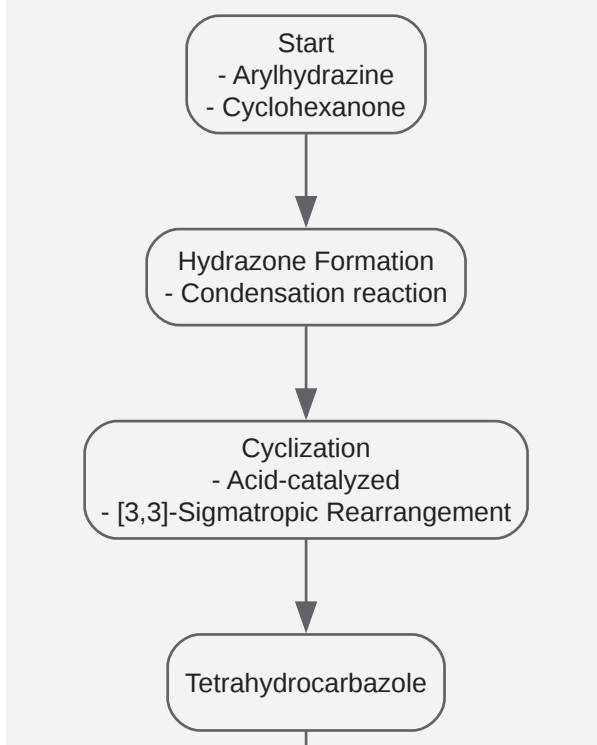 Start
- Arylhydrazine
- Cyclohexanone
Hydrazone Formation
- Condensation reaction
Cyclization
- Acid-catalyzed
- [3,3]-Sigmatropic Rearrangement
Tetrahydrocarbazole